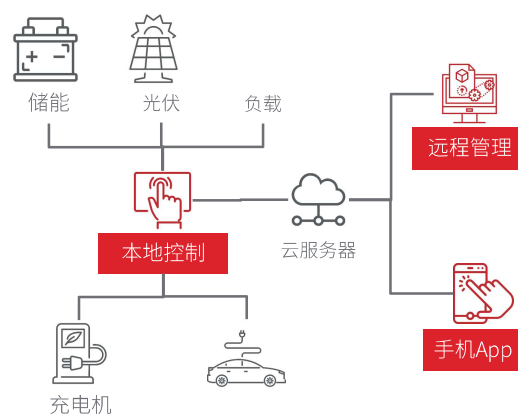 储能
光伏
负载
远程管理
本地控制
云服务器
手机App
充电机